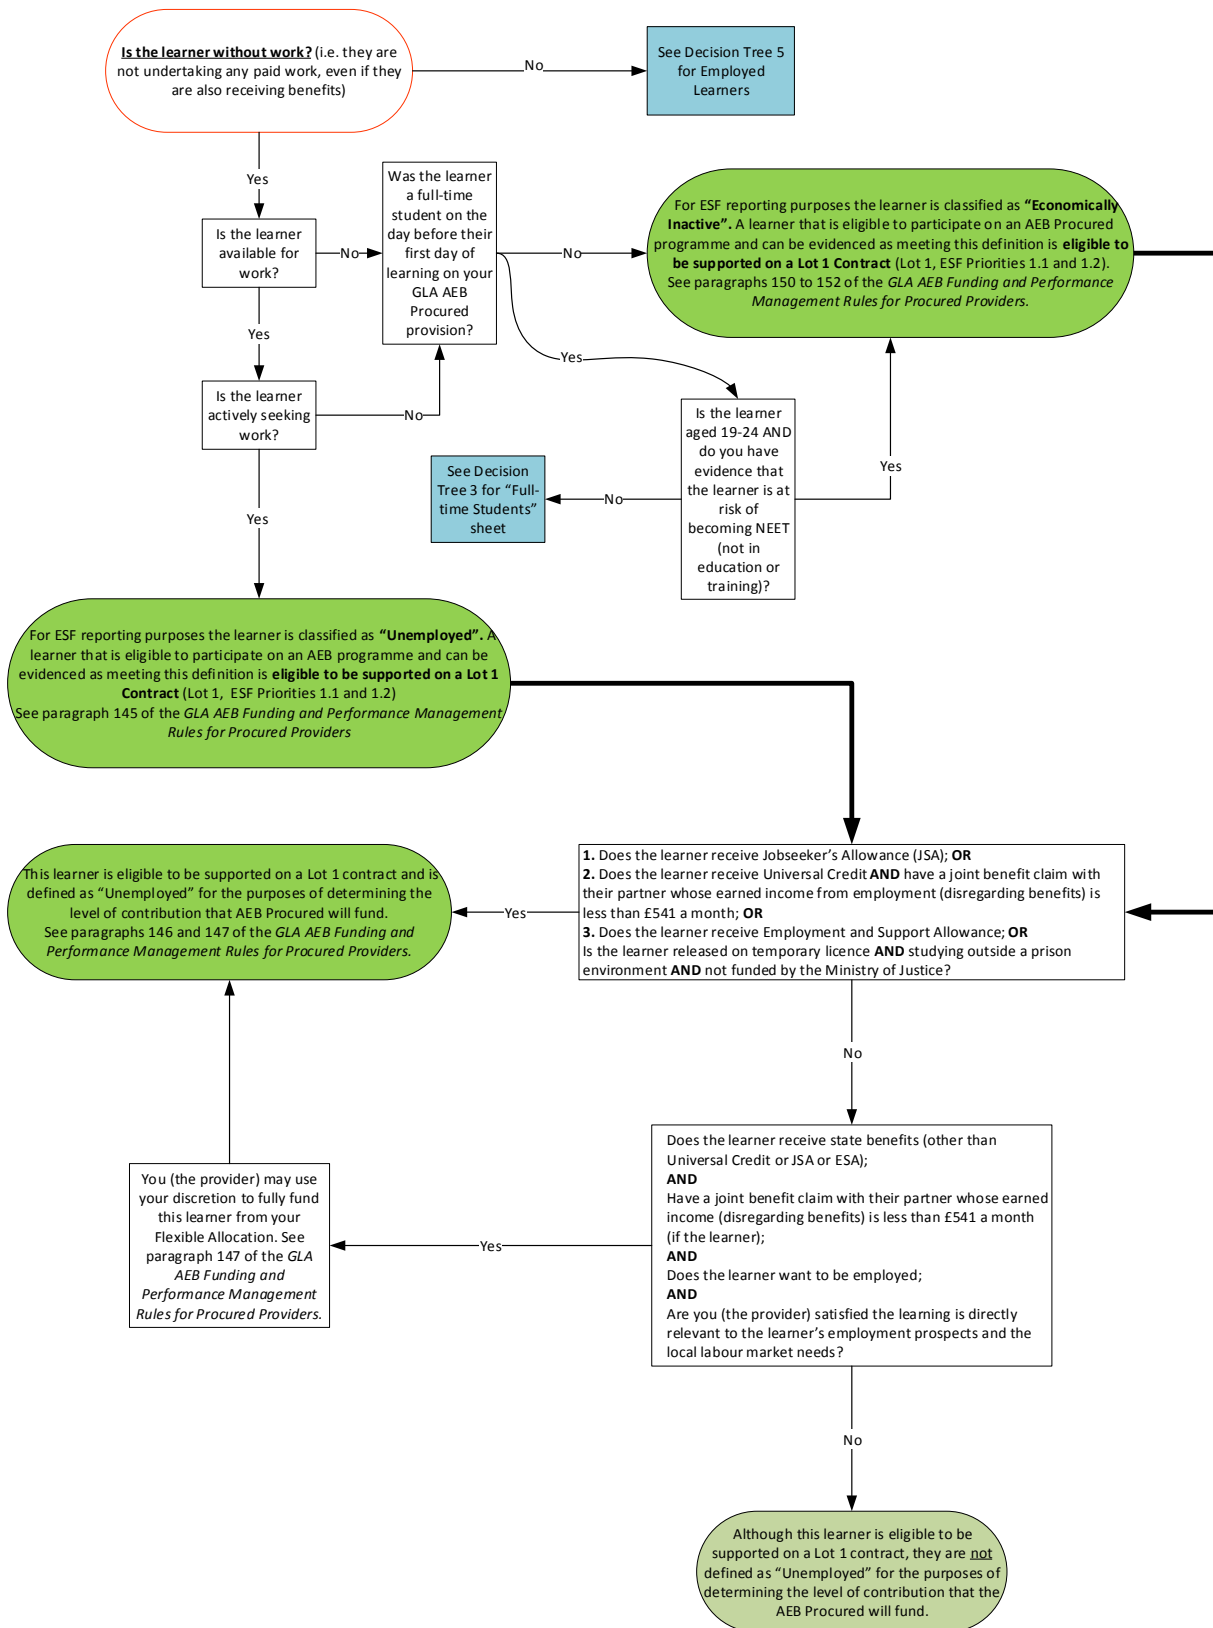 Is the learner without work? (i.e. they are
not undertaking any paid work, even if they
are also receiving benefits)
No
See Decision Tree 5
for Employed
Learners
Yes
Is the learner
available for
work?
No
Was the learner
a full-time
student on the
day before their
first day of
learning on your
GLA AEB
Procured
provision?
No
For ESF reporting purposes the learner is classified as “Economically
Inactive”. A learner that is eligible to participate on an AEB Procured
programme and can be evidenced as meeting this definition is eligible to
be supported on a Lot 1 Contract (Lot 1, ESF Priorities 1.1 and 1.2).
See paragraphs 150 to 152 of the GLA AEB Funding and Performance
Management Rules for Procured Providers.
Yes
Is the learner
actively seeking
work?
No
Yes
Is the learner
aged 19-24 AND
do you have
evidence that
the learner is at
risk of
becoming NEET
(not in
education or
training)?
Yes
No
See Decision
Tree 3 for “Full-
time Students”
sheet
Yes
For ESF reporting purposes the learner is classified as “Unemployed”. A
learner that is eligible to participate on an AEB programme and can be
evidenced as meeting this definition is eligible to be supported on a Lot 1
Contract (Lot 1, ESF Priorities 1.1 and 1.2)
See paragraph 145 of the GLA AEB Funding and Performance Management
Rules for Procured Providers
1. Does the learner receive Jobseeker’s Allowance (JSA); OR
2. Does the learner receive Universal Credit AND have a joint benefit claim with
their partner whose earned income from employment (disregarding benefits) is
less than £541 a month; OR
3. Does the learner receive Employment and Support Allowance; OR
Is the learner released on temporary licence AND studying outside a prison
environment AND not funded by the Ministry of Justice?
Yes
This learner is eligible to be supported on a Lot 1 contract and is
defined as “Unemployed” for the purposes of determining the
level of contribution that AEB Procured will fund.
See paragraphs 146 and 147 of the GLA AEB Funding and
Performance Management Rules for Procured Providers.
No
Does the learner receive state benefits (other than
Universal Credit or JSA or ESA);
AND
Have a joint benefit claim with their partner whose earned
income (disregarding benefits) is less than £541 a month
(if the learner);
AND
Does the learner want to be employed;
AND
Are you (the provider) satisfied the learning is directly
relevant to the learner’s employment prospects and the
local labour market needs?
Yes
You (the provider) may use
your discretion to fully fund
this learner from your
Flexible Allocation. See
paragraph 147 of the GLA
AEB Funding and
Performance Management
Rules for Procured Providers.
No
Although this learner is eligible to be
supported on a Lot 1 contract, they are not
defined as “Unemployed” for the purposes of
determining the level of contribution that the
AEB Procured will fund.